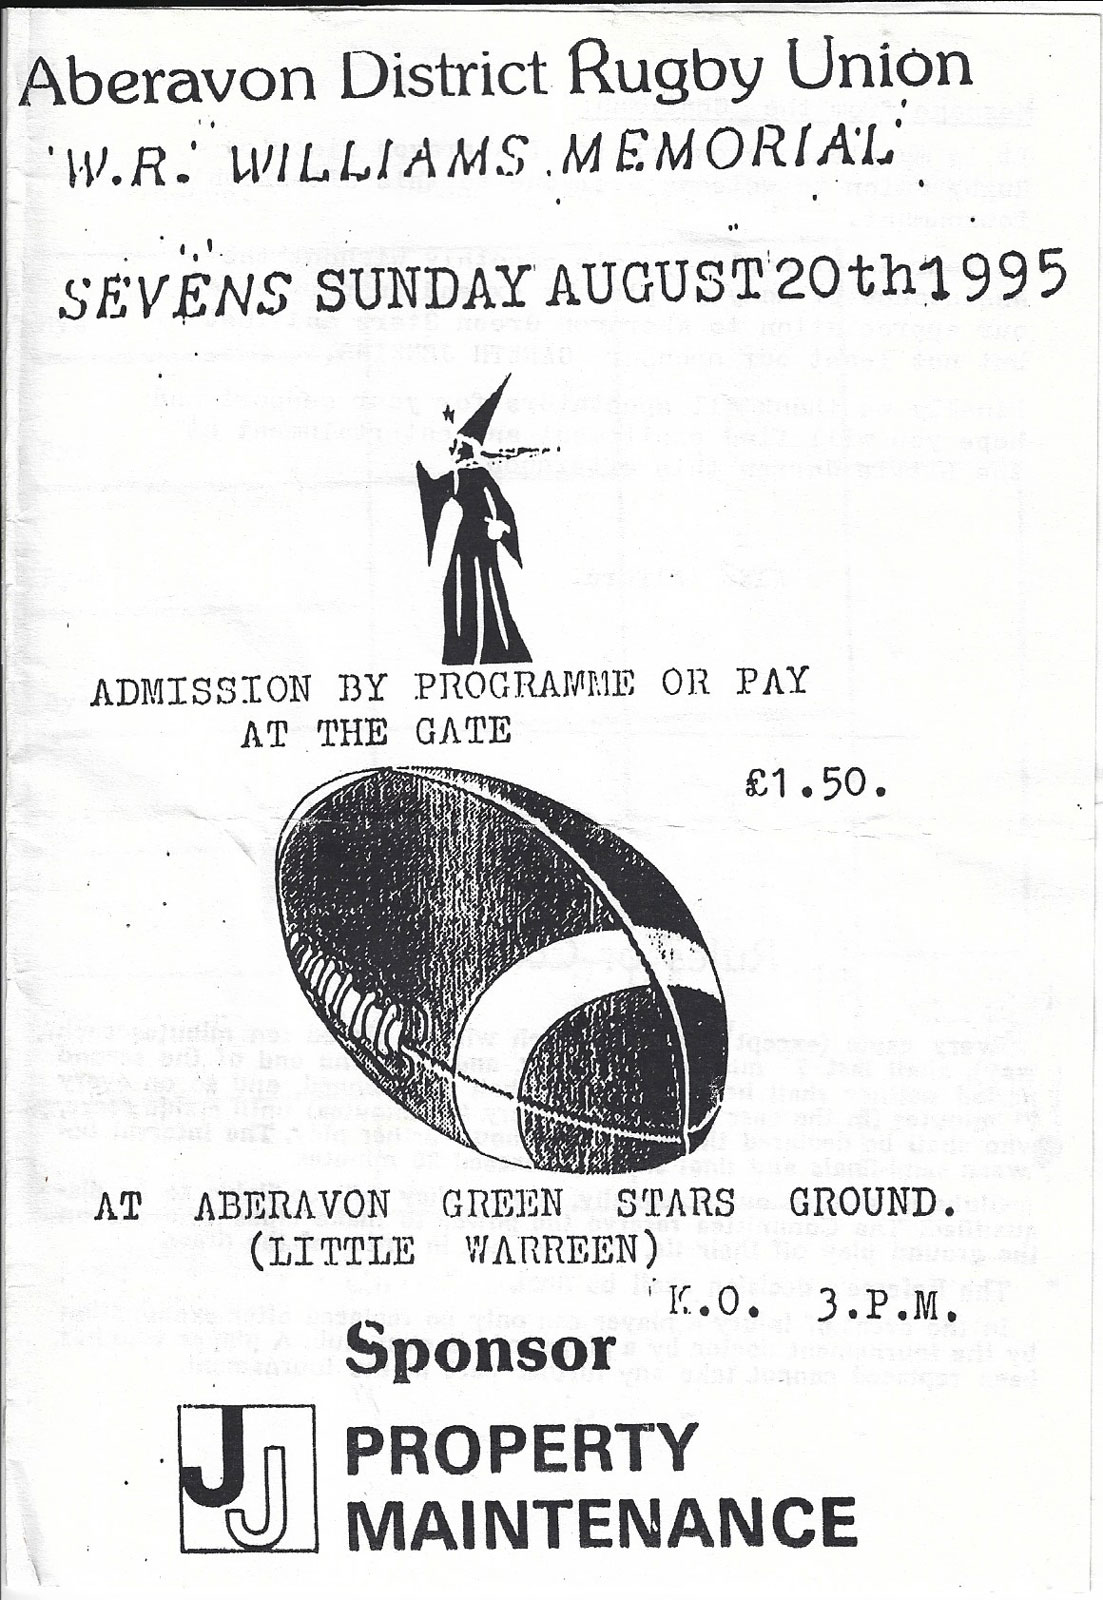 Aberavon District Rugby Union
'W.R.' WILLIAMS MEMORIAL
SEVENS SUNDAY AUGUST 20th 1995
ADMISSION BY PROGRAMME OR PAY
AT THE GATE
£1.50.
AT ABERAVON GREEN STARS GROUND.
(LITTLE WARREEN)
K.O. 3.P.M.
Sponsor
JJ PROPERTY
MAINTENANCE